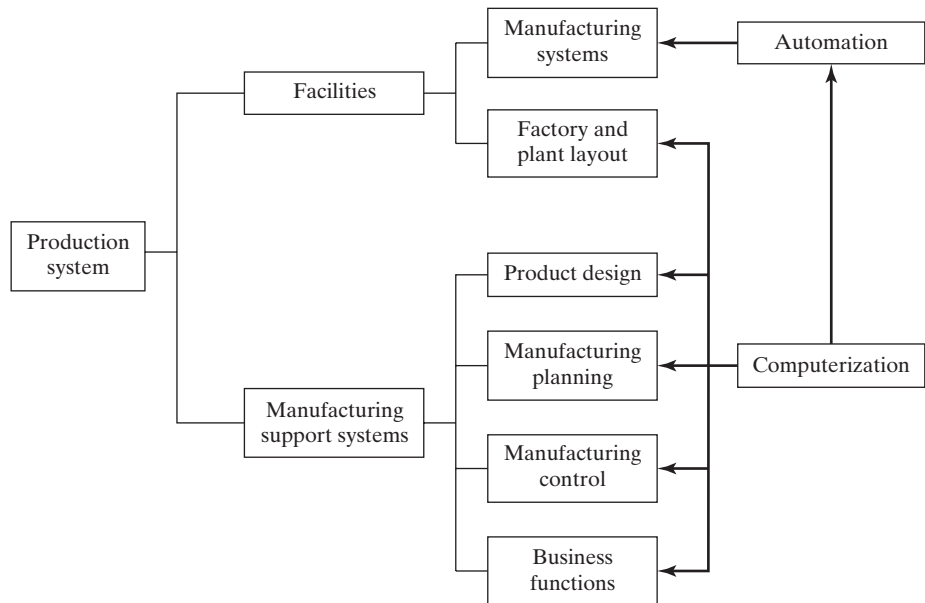 Manufacturing
systems
Automation
Facilities
Factory and
plant layout
Production
system
Product design
Manufacturing
planning
Computerization
Manufacturing
support systems
Manufacturing
control
Business
functions